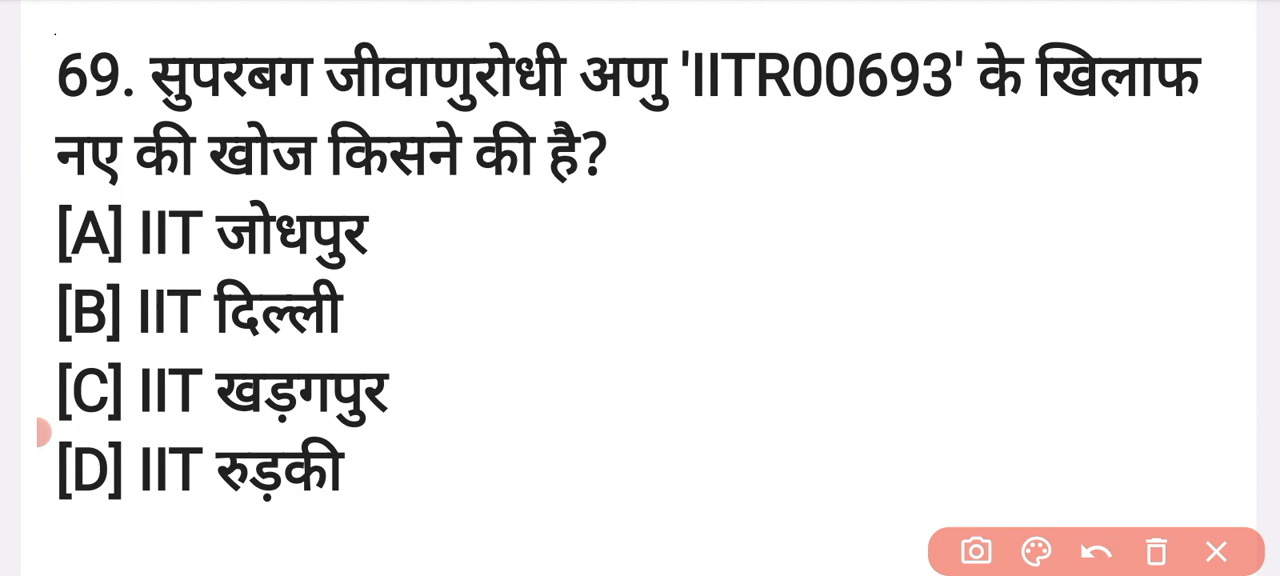 69. सुपरबग जीवाणुरोधी अणु 'IITR00693' के खिलाफ
नए की खोज किसने की है?
[A] IIT जोधपुर
[B] IIT दिल्ली
[C] IIT खड़गपुर
[D] IIT रुड़की